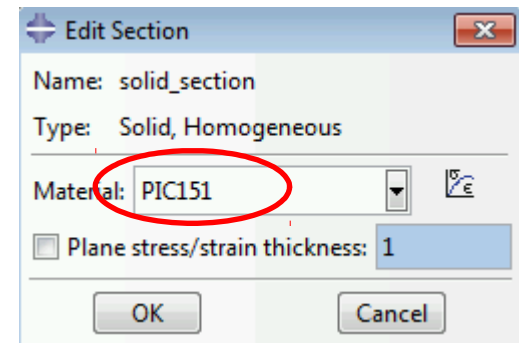 Edit Section
Name: solid_section
Type: Solid, Homogeneous
Material: PIC151 σ ε
Plane stress/strain thickness: 1
OK Cancel